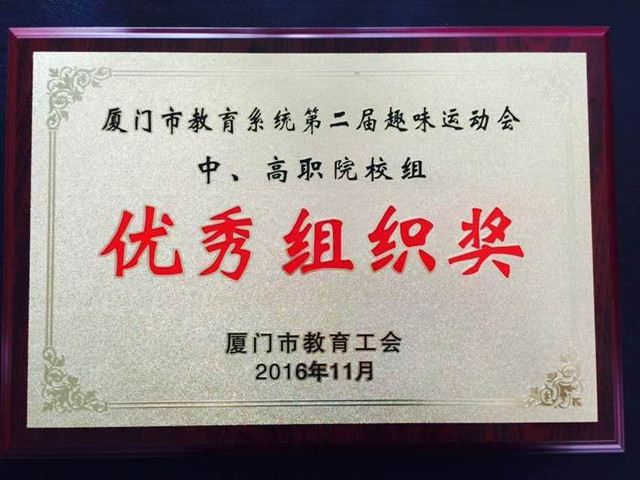 厦门市教育系统第二届趣味运动会
中、高职院校组
优秀组织奖
厦门市教育工会
2016年11月